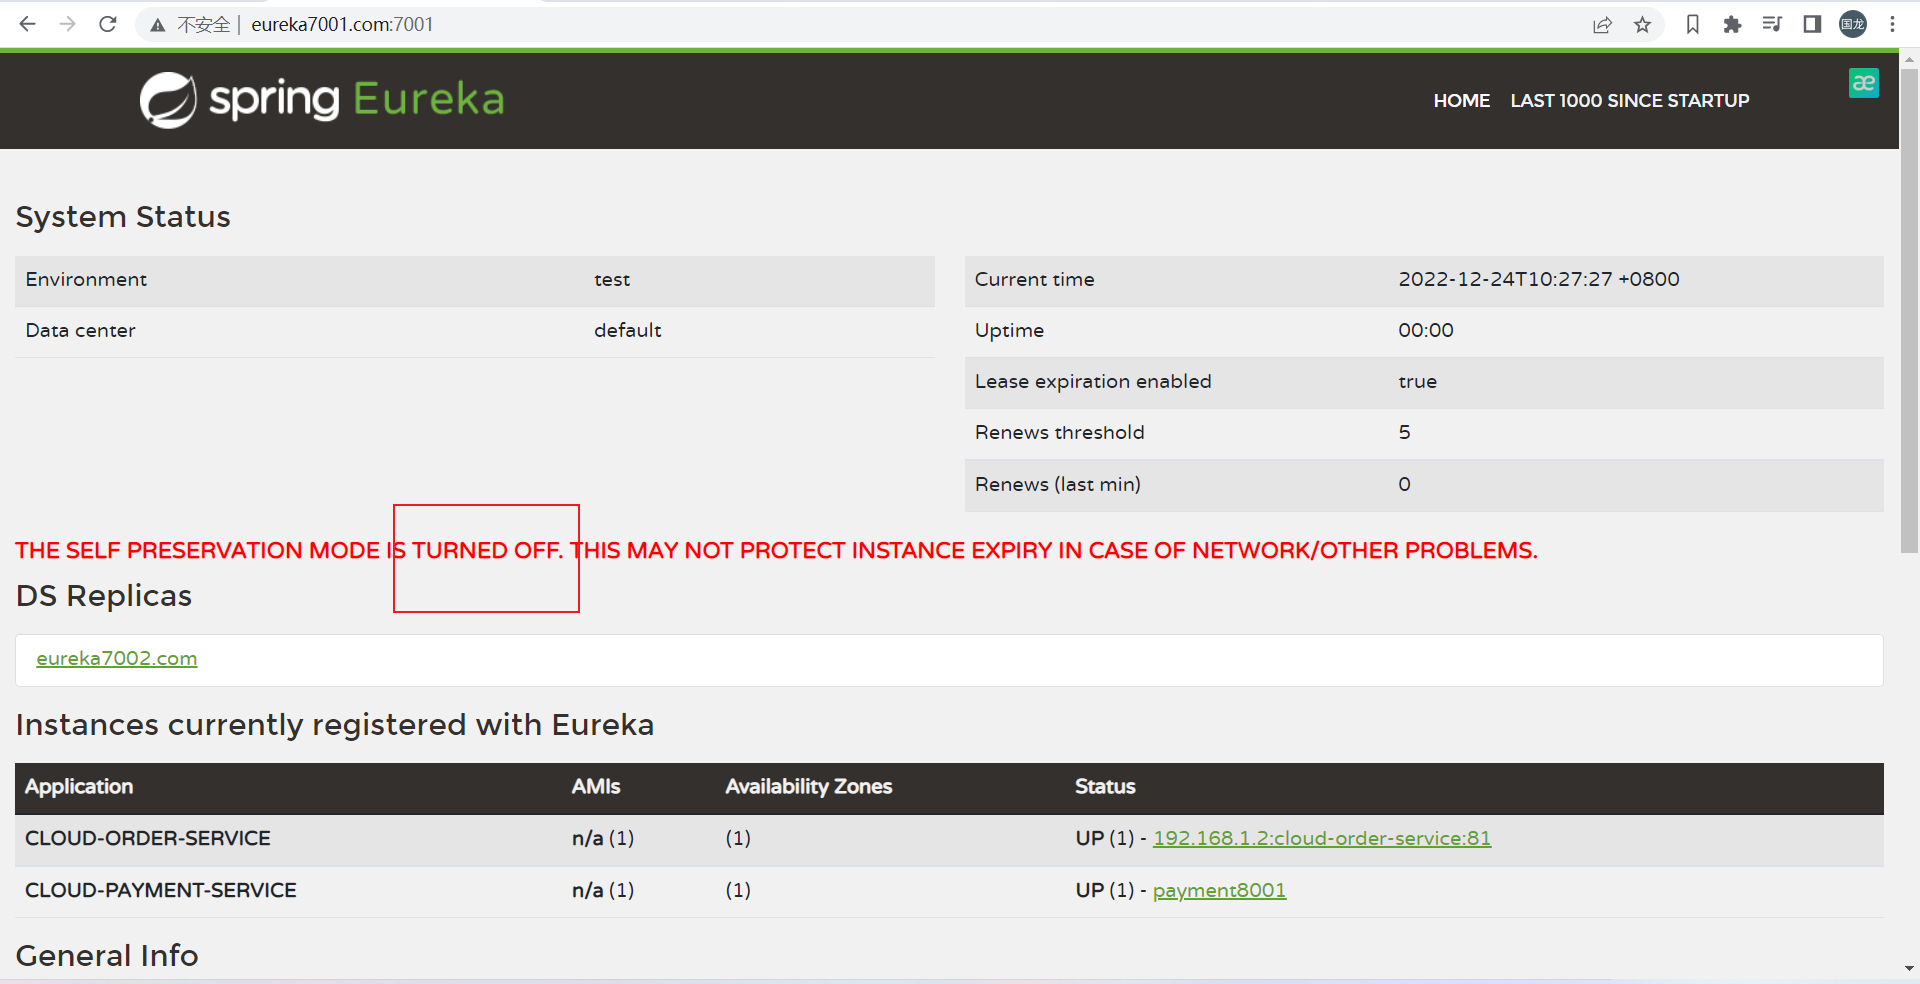 不安全 | eureka7001.com:7001
国龙
spring Eureka
HOME LAST 1000 SINCE STARTUP
æ
System Status
Environment test
Data center default
Current time 2022-12-24T10:27:27 +0800
Uptime 00:00
Lease expiration enabled true
Renews threshold 5
Renews (last min) 0
THE SELF PRESERVATION MODE IS TURNED OFF. THIS MAY NOT PROTECT INSTANCE EXPIRY IN CASE OF NETWORK/OTHER PROBLEMS.
DS Replicas
eureka7002.com
Instances currently registered with Eureka
Application AMIs Availability Zones Status
CLOUD-ORDER-SERVICE n/a (1) (1) UP (1) - 192.168.1.2:cloud-order-service:81
CLOUD-PAYMENT-SERVICE n/a (1) (1) UP (1) - payment8001
General Info